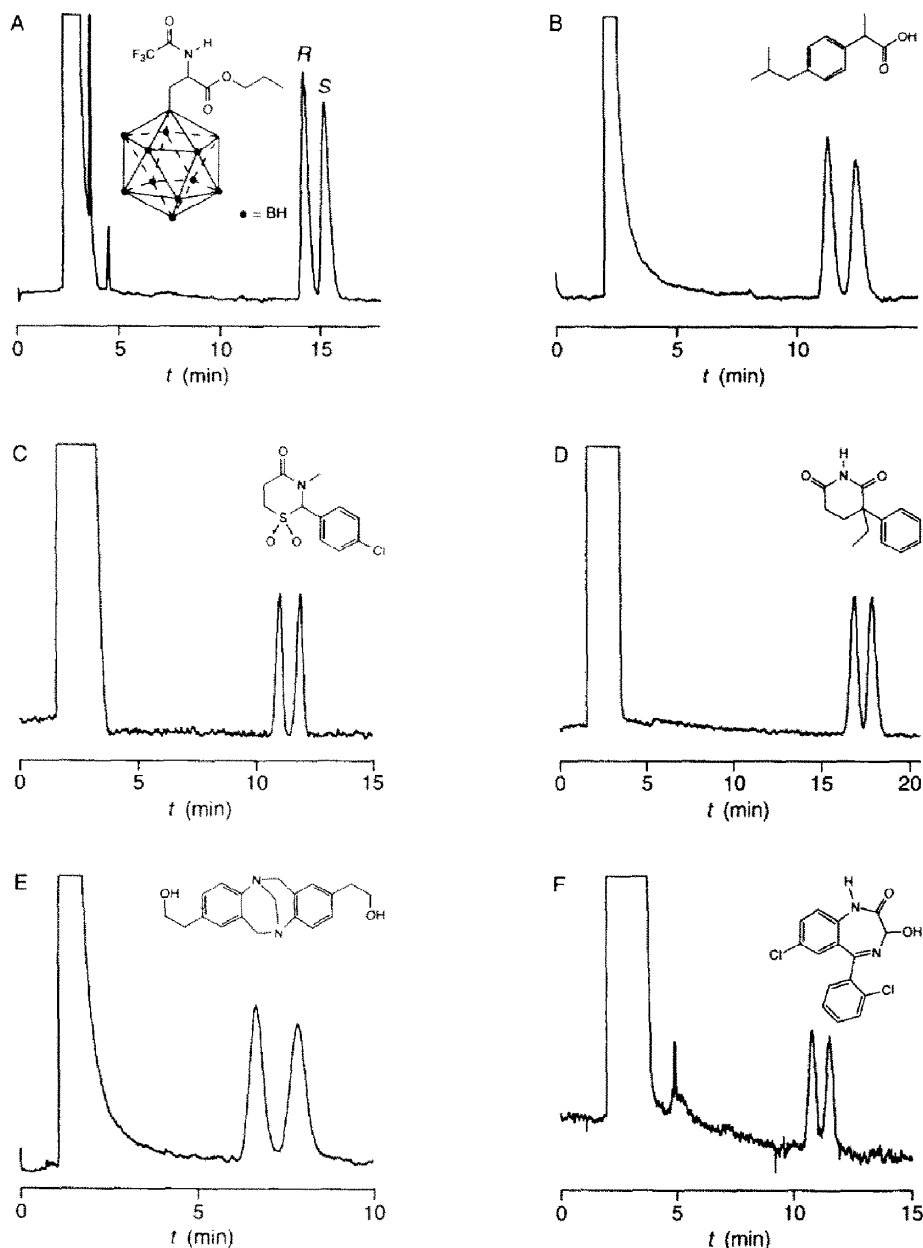 A
O
F₃C
N
H
O
O
R
S
• = BH
0 5 10 15
t (min)
B
OH
O
0 5 10
t (min)
C
O
N
S
O O
Cl
0 5 10 15
t (min)
D
H
O N O
0 5 10 15 20
t (min)
E
OH
N
N
OH
0 5 10
t (min)
F
H
N O
OH
N
Cl
Cl
0 5 10 15
t (min)